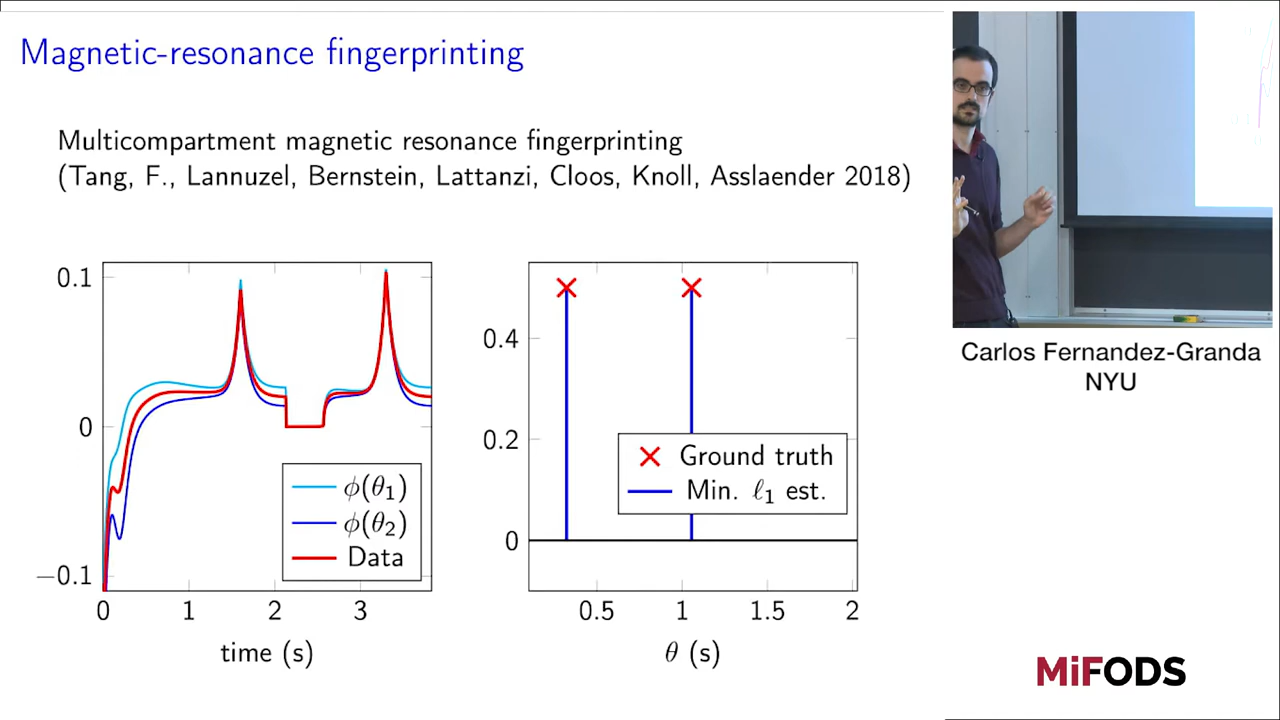 Magnetic-resonance fingerprinting
Multicompartment magnetic resonance fingerprinting
(Tang, F., Lannuzel, Bernstein, Lattanzi, Cloos, Knoll, Asslaender 2018)
0.1
0
−0.1
0 1 2 3
time (s)
ϕ(θ₁)
ϕ(θ₂)
Data
0.4
0.2
0
0.5 1 1.5 2
θ (s)
Ground truth
Min. ℓ₁ est.
Carlos Fernandez-Granda
NYU
MiFODS